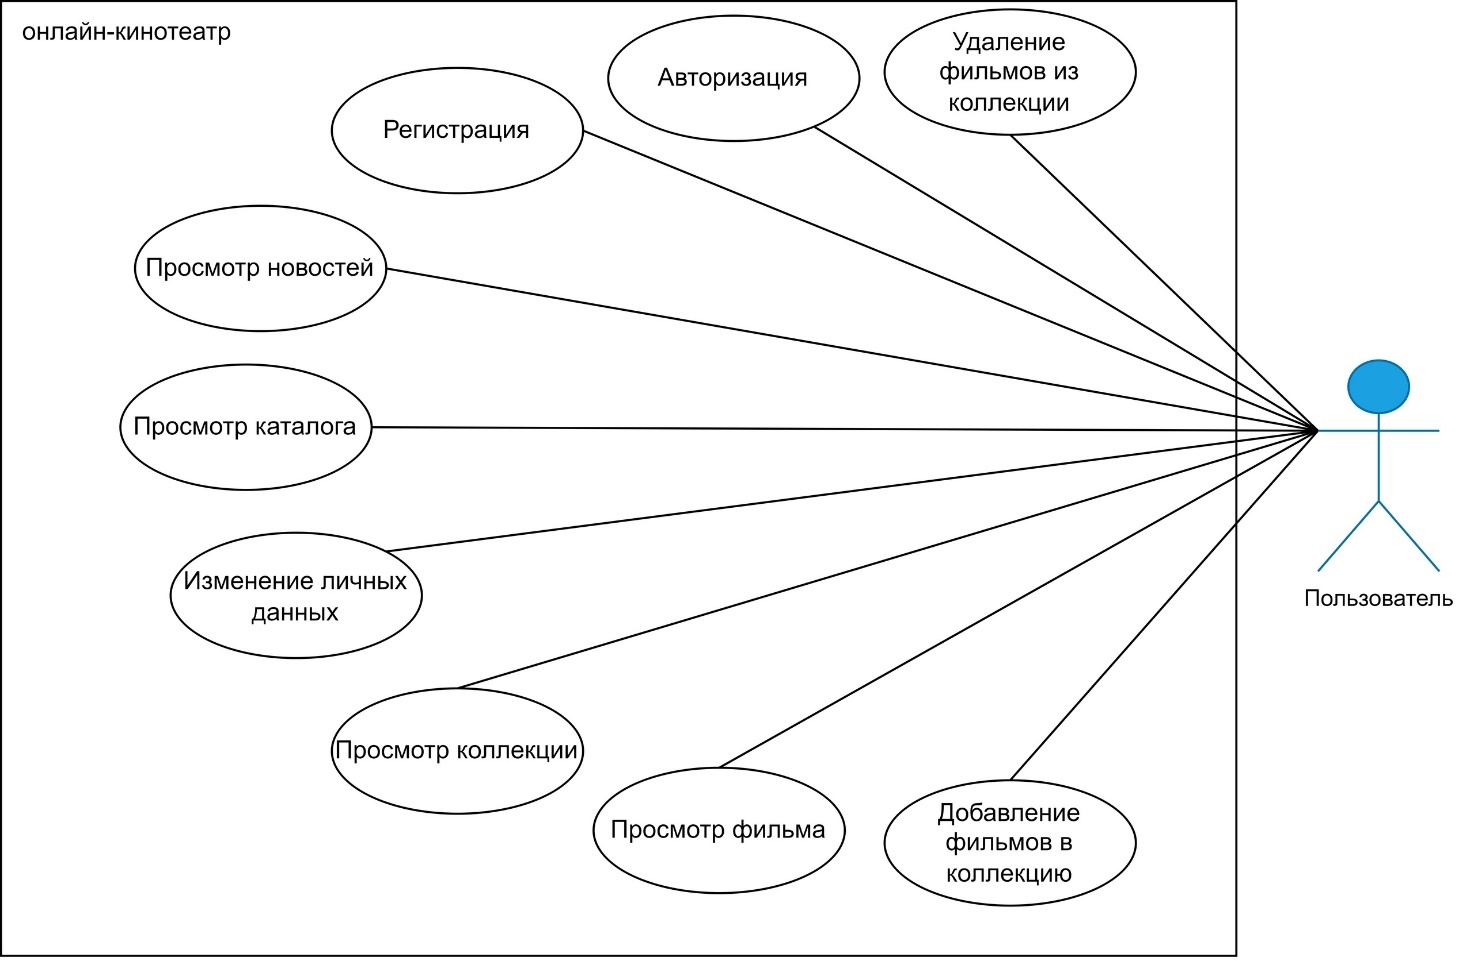 онлайн-кинотеатр
Удаление
фильмов из
коллекции
Авторизация
Регистрация
Просмотр новостей
Просмотр каталога
Изменение личных
данных
Пользователь
Просмотр коллекции
Просмотр фильма
Добавление
фильмов в
коллекцию